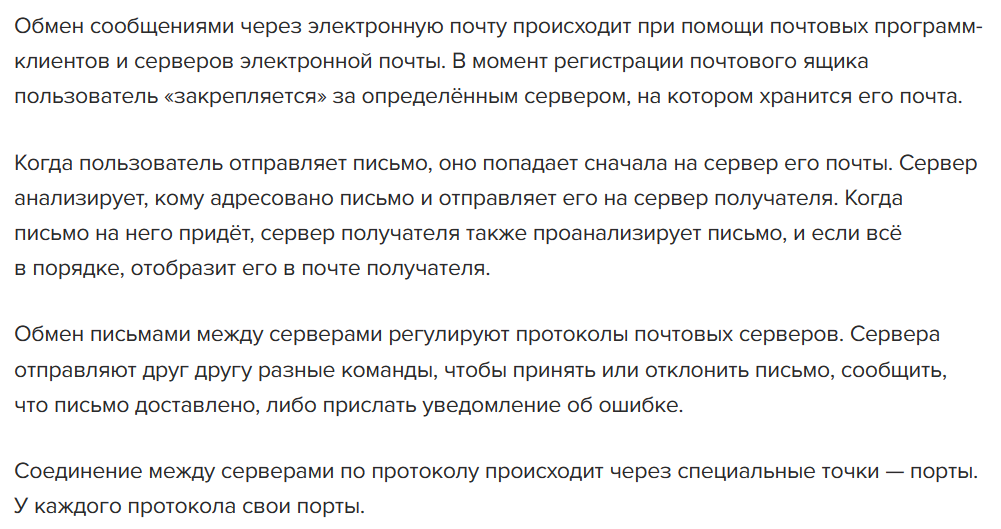 Обмен сообщениями через электронную почту происходит при помощи почтовых программ-
клиентов и серверов электронной почты. В момент регистрации почтового ящика
пользователь «закрепляется» за определённым сервером, на котором хранится его почта.
Когда пользователь отправляет письмо, оно попадает сначала на сервер его почты. Сервер
анализирует, кому адресовано письмо и отправляет его на сервер получателя. Когда
письмо на него придёт, сервер получателя также проанализирует письмо, и если всё
в порядке, отобразит его в почте получателя.
Обмен письмами между серверами регулируют протоколы почтовых серверов. Сервера
отправляют друг другу разные команды, чтобы принять или отклонить письмо, сообщить,
что письмо доставлено, либо прислать уведомление об ошибке.
Соединение между серверами по протоколу происходит через специальные точки — порты.
У каждого протокола свои порты.